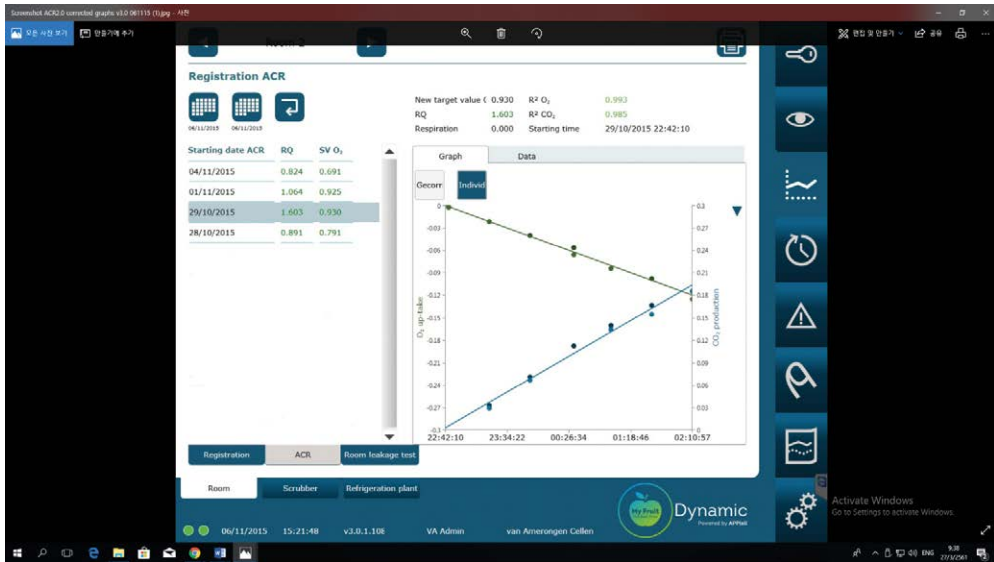 Screenshot ACR2.0 corrected graphs v3.0 061115 (1).jpg - 사진
모든 사진 보기 만들기에 추가 편집 및 만들기 공유
Registration ACR
06/11/2015 06/11/2015
New target value ( 0.930 R² O₂ 0.993
RQ 1.603 R² CO₂ 0.985
Respiration 0.000 Starting time 29/10/2015 22:42:10
Starting date ACR RQ SV O₂
04/11/2015 0.824 0.691
01/11/2015 1.064 0.925
29/10/2015 1.603 0.930
28/10/2015 0.891 0.791
Graph Data
Gecorr Individ
0 0.3
-0.03 0.27
-0.06 0.24
-0.09 0.21
-0.12 0.18
-0.15 0.15
-0.18 0.12
-0.21 0.09
-0.24 0.06
-0.27 0.03
-0.3 0
O₂ up-take
CO₂ production
22:42:10 23:34:22 00:26:34 01:18:46 02:10:57
Registration ACR Room leakage test
Room Scrubber Refrigeration plant
My Fruit Dynamic
Powered by
06/11/2015 15:21:48 VA Admin van Amerongen Cellen
Activate Windows
Go to Settings to activate Windows.
ENG 9:38
27/3/2561